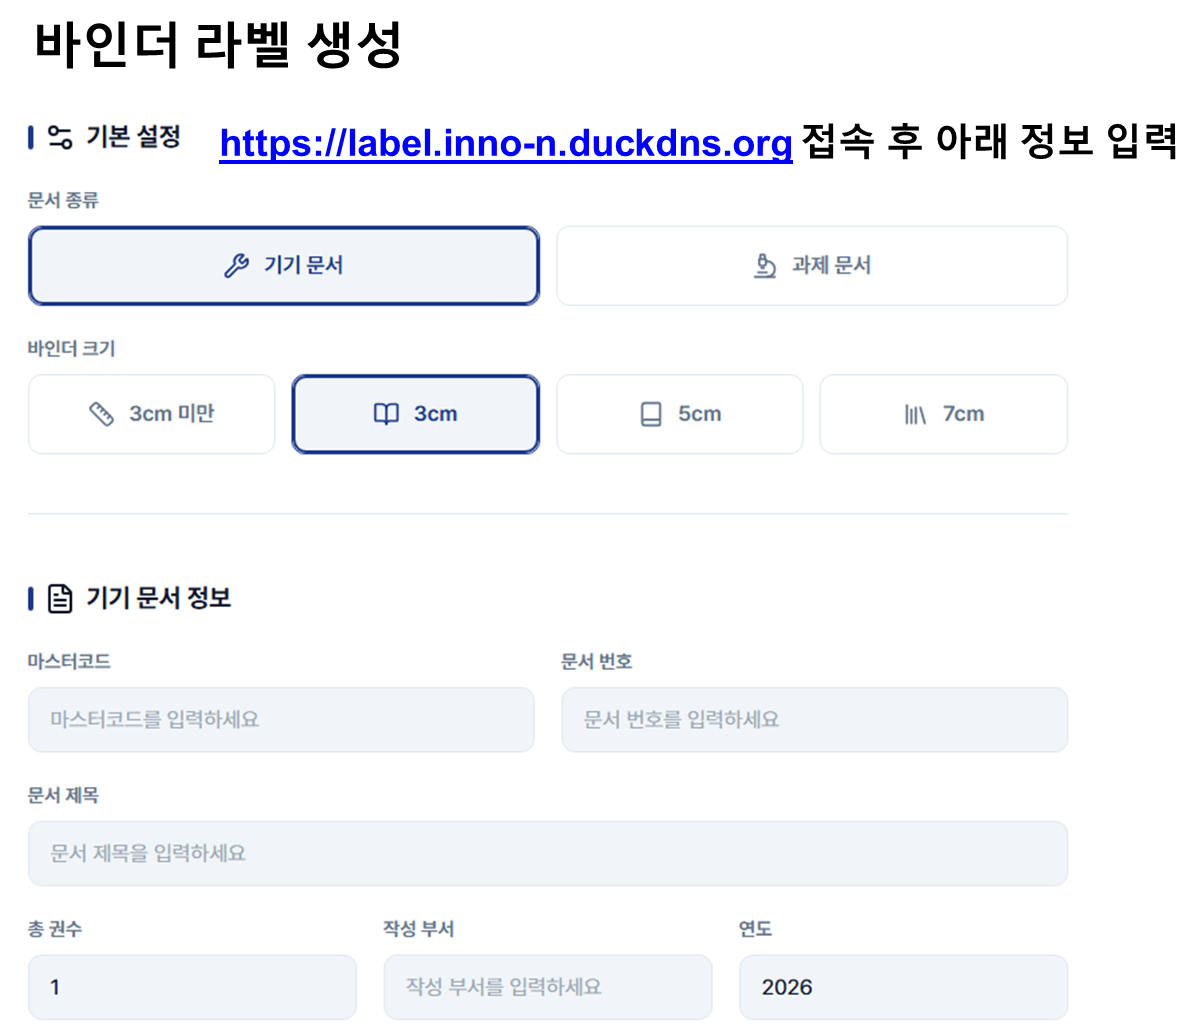 바인더 라벨 생성
기본 설정 https://label.inno-n.duckdns.org 접속 후 아래 정보 입력
문서 종류
기기 문서 과제 문서
바인더 크기
3cm 미만 3cm 5cm 7cm
기기 문서 정보
마스터코드 문서 번호
마스터코드를 입력하세요 문서 번호를 입력하세요
문서 제목
문서 제목을 입력하세요
총 권수 작성 부서 연도
1 작성 부서를 입력하세요 2026